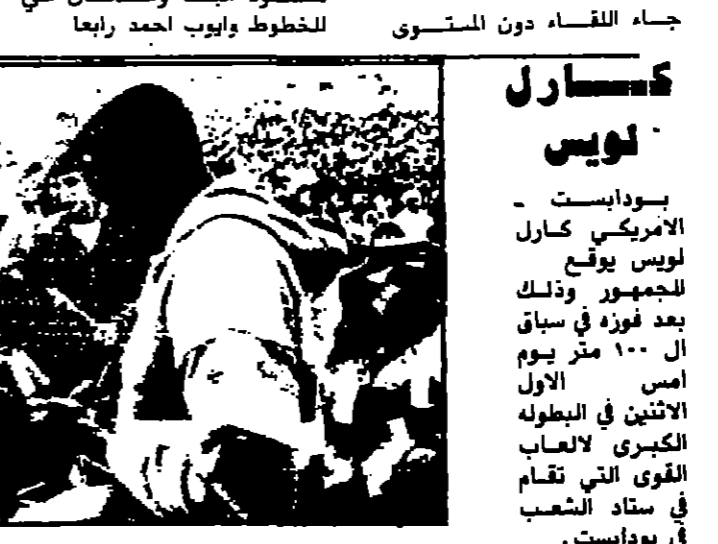 للخطوط وايوب احمد رابعا
جاء اللقاء دون المستوى
كارل
لويس
بودابست -
الامريكي كارل
لويس يوقع
للجمهور وذلك
بعد فوزه في سباق
ال ١٠٠ متر يوم
امس الاول
الاثنين في البطوله
الكبرى لالعاب
القوى التي تقام
في ستاد الشعب
في بودابست.